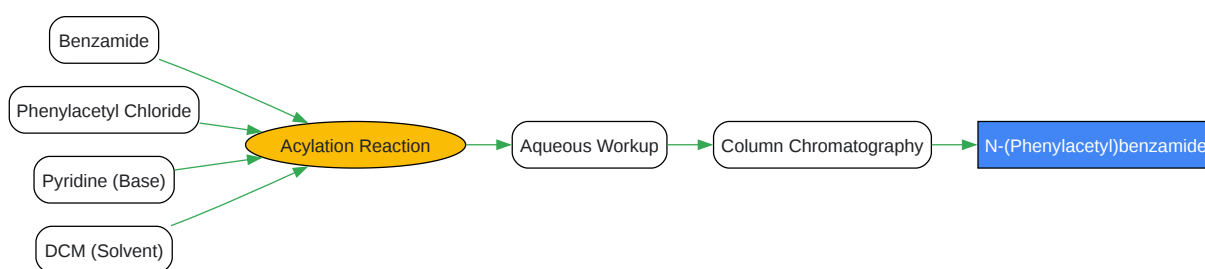 Benzamide
Phenylacetyl Chloride
Pyridine (Base)
DCM (Solvent)
Acylation Reaction
Aqueous Workup
Column Chromatography
N-(Phenylacetyl)benzamide